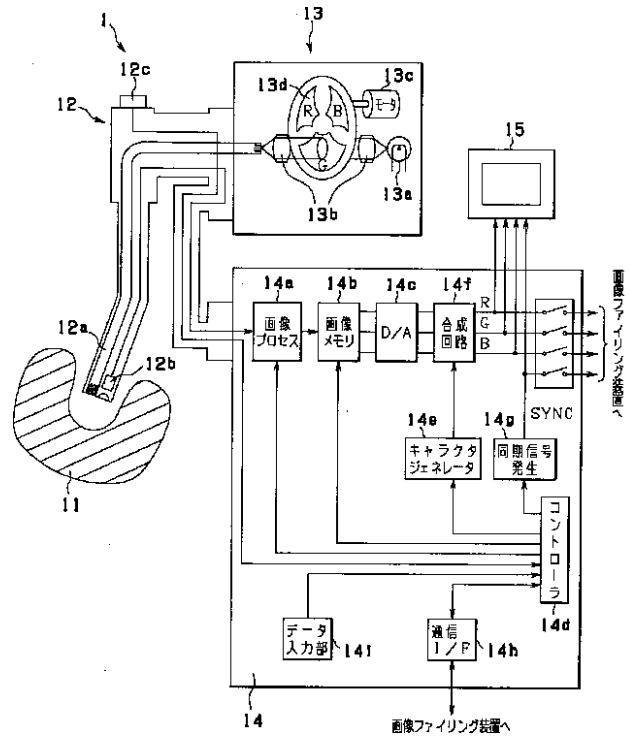 1
13
12c
12
13d
13c
モータ
R
B
G
13b
13a
15
14a
14b
14c
14f
画像
プロセス
画像
メモリ
D/A
合成
回路
R
G
B
画像ファイリング装置へ
SYNC
12a
12b
11
14e
14g
キャラクタ
ジェネレータ
同期信号
発生
コントローラ
14d
データ
入力部
14i
通信
I/F
14h
14
画像ファイリング装置へ